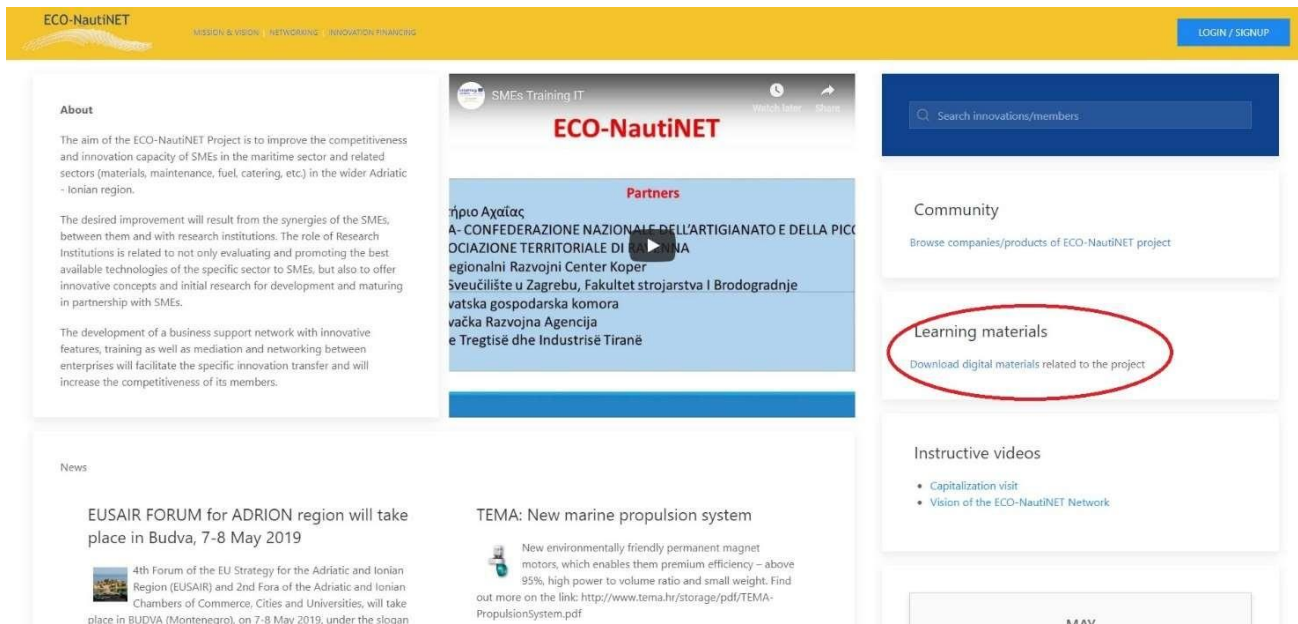 ECO-NautiNET
MISSION & VISION | NETWORKING | INNOVATION FINANCING
LOGIN / SIGNUP
About
The aim of the ECO-NautiNET Project is to improve the competitiveness
and innovation capacity of SMEs in the maritime sector and related
sectors (materials, maintenance, fuel, catering, etc.) in the wider Adriatic
- Ionian region.
The desired improvement will result from the synergies of the SMEs,
between them and with research institutions. The role of Research
Institutions is related to not only evaluating and promoting the best
available technologies of the specific sector to SMEs, but also to offer
innovative concepts and initial research for development and maturing
in partnership with SMEs.
The development of a business support network with innovative
features, training as well as mediation and networking between
enterprises will facilitate the specific innovation transfer and will
increase the competitiveness of its members.
SMEs Training IT
Watch later
Share
ECO-NautiNET
Partners
τήριο Αχαΐας
A- CONFEDERAZIONE NAZIONALE DELL'ARTIGIANATO E DELLA PICC
OCIAZIONE TERRITORIALE DI RAVENNA
egionalni Razvojni Center Koper
Sveučilište u Zagrebu, Fakultet strojarstva I Brodogradnje
vatska gospodarska komora
vačka Razvojna Agencija
e Tregtisë dhe Industrisë Tiranë
Search innovations/members
Community
Browse companies/products of ECO-NautiNET project
Learning materials
Download digital materials related to the project
Instructive videos
• Capitalization visit
• Vision of the ECO-NautiNET Network
MAY
News
EUSAIR FORUM for ADRION region will take
place in Budva, 7-8 May 2019
4th Forum of the EU Strategy for the Adriatic and Ionian
Region (EUSAIR) and 2nd Fora of the Adriatic and Ionian
Chambers of Commerce, Cities and Universities, will take
place in BUDVA (Montenegro), on 7-8 May 2019, under the slogan
TEMA: New marine propulsion system
New environmentally friendly permanent magnet
motors, which enables them premium efficiency – above
95%, high power to volume ratio and small weight. Find
out more on the link: http://www.tema.hr/storage/pdf/TEMA-
PropulsionSystem.pdf